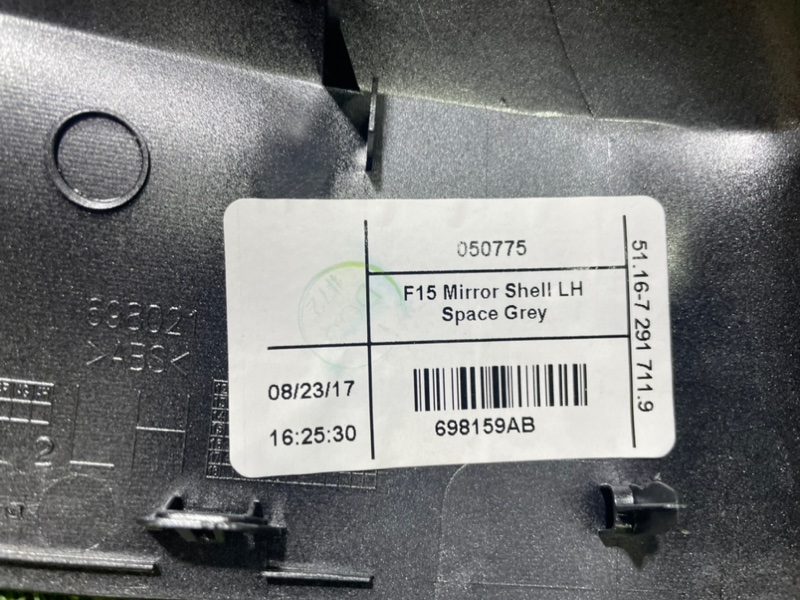 050775
F15 Mirror Shell LH
Space Grey
51.16-7 291 711.9
08/23/17
16:25:30
698159AB
698021
>ABS<
2